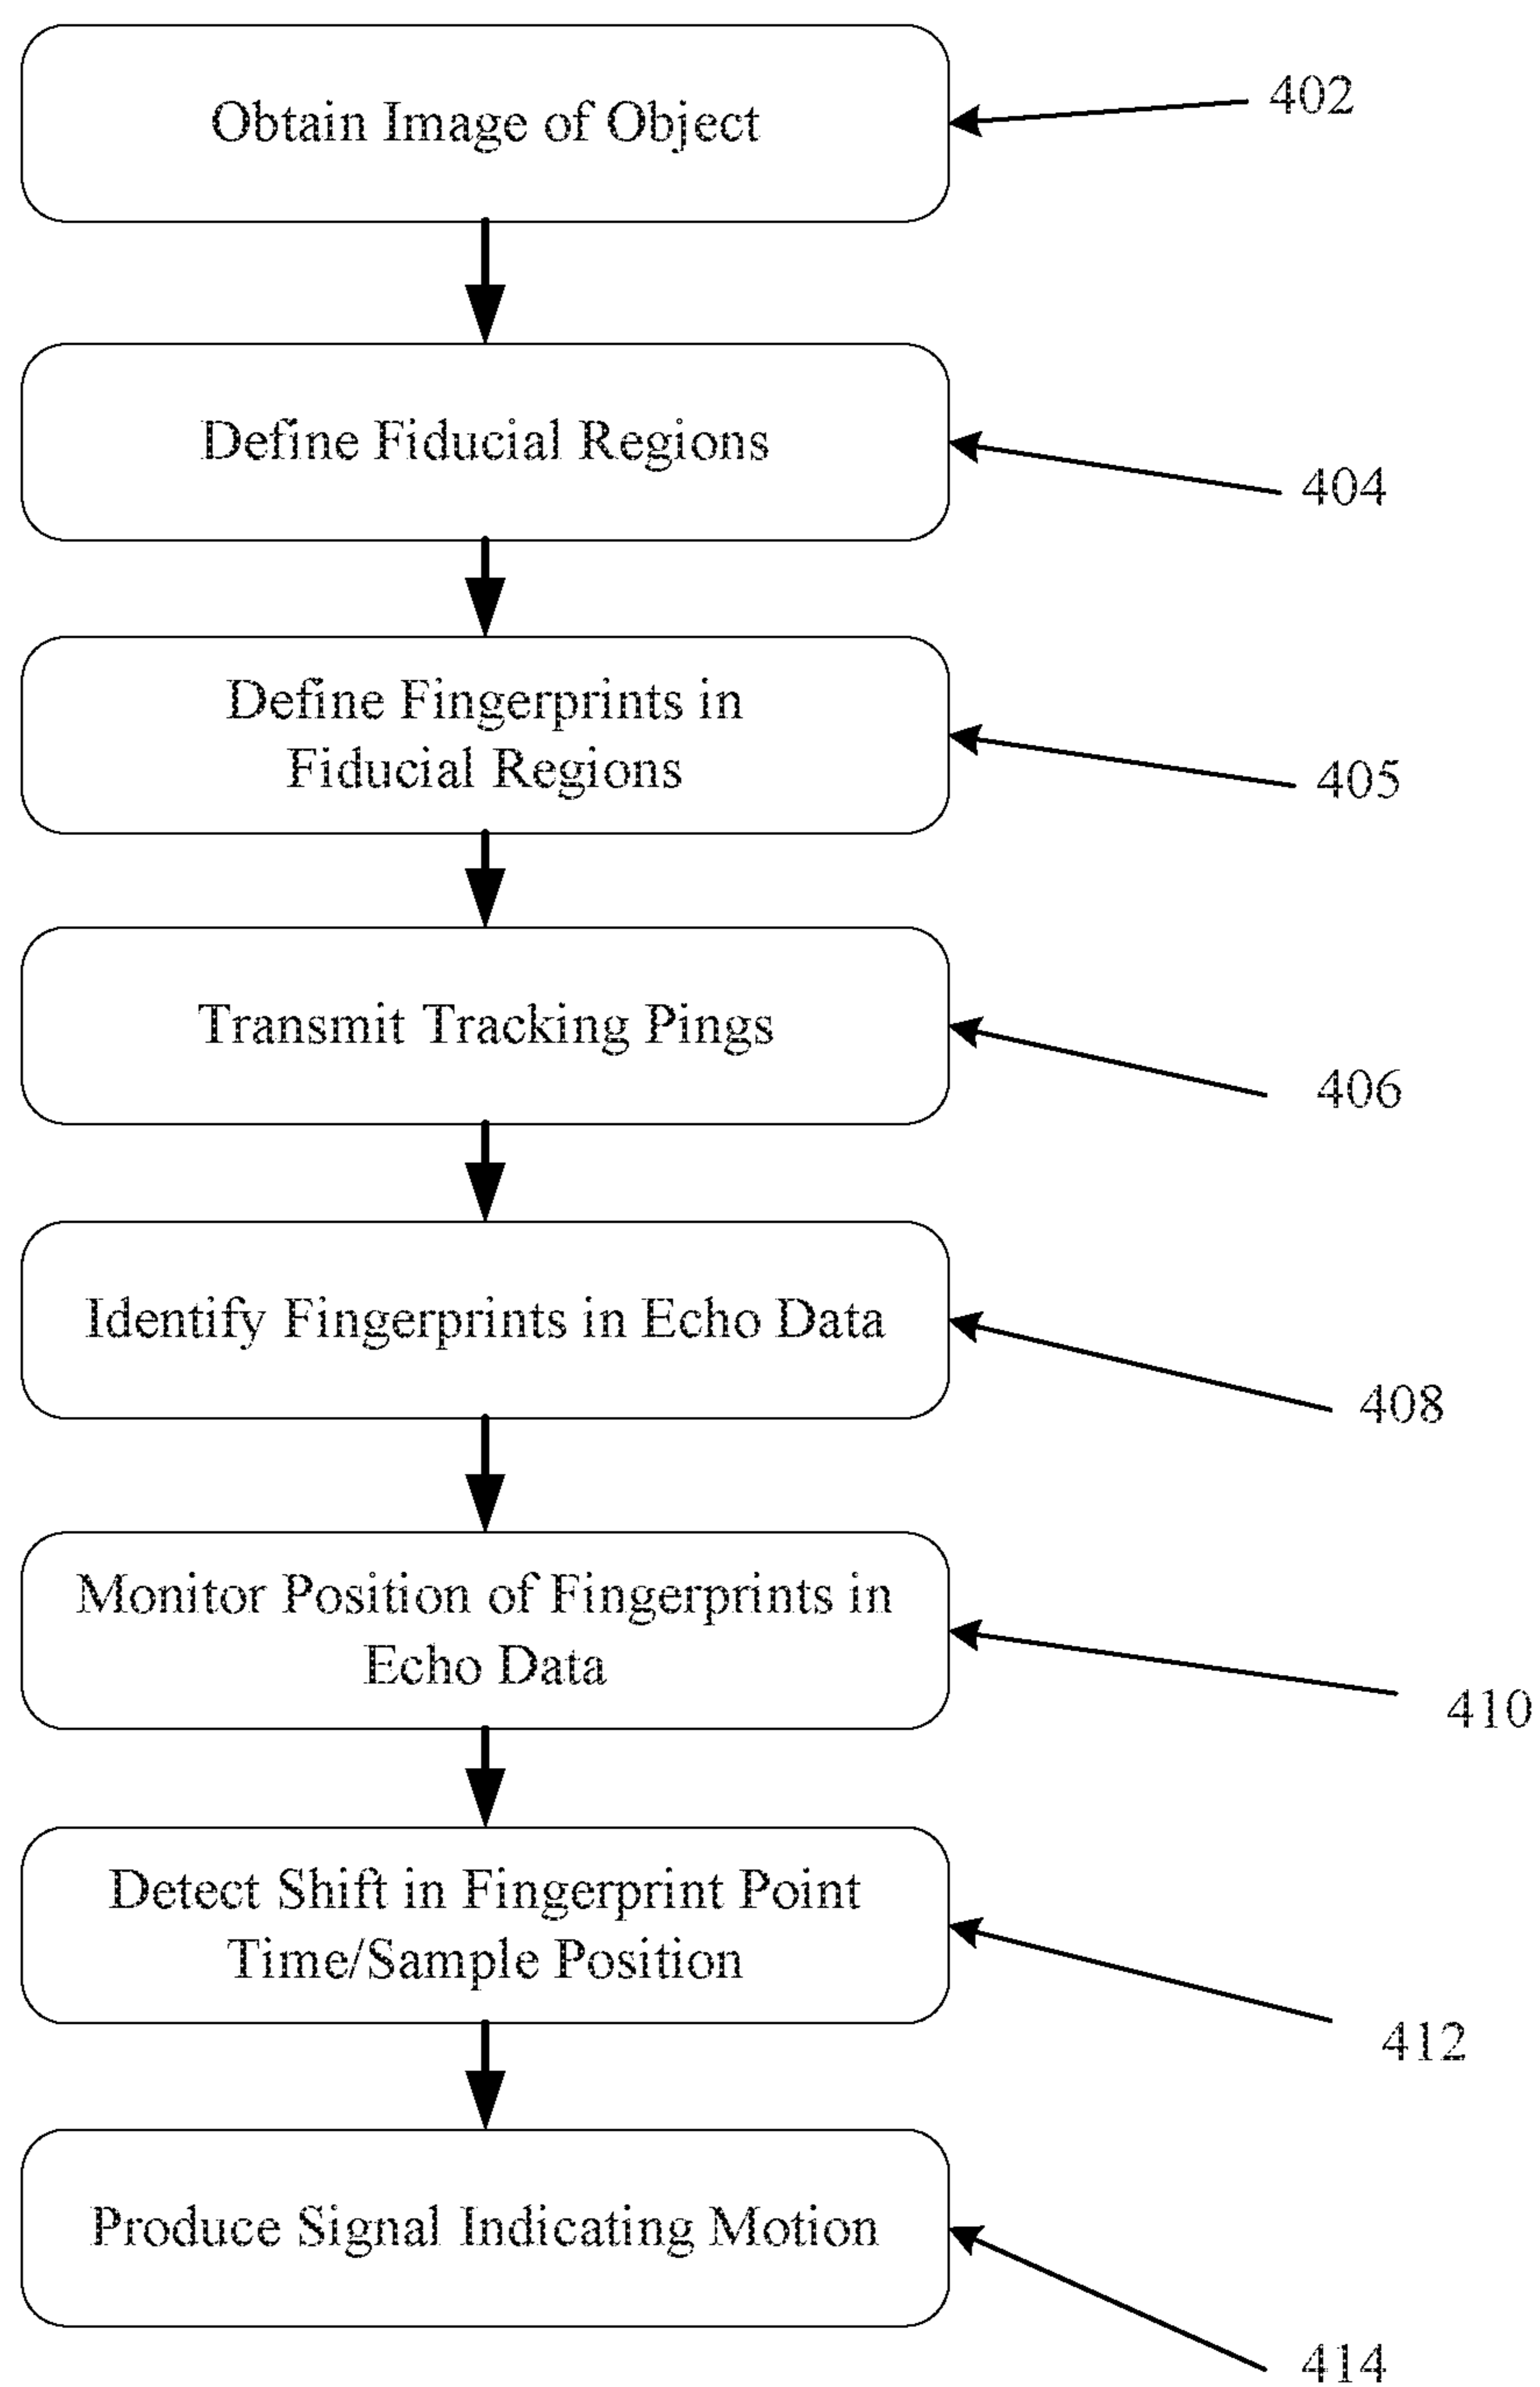 Obtain Image of Object
402
Define Fiducial Regions
404
Define Fingerprints in
Fiducial Regions
405
Transmit Tracking Pings
406
Identify Fingerprints in Echo Data
408
Monitor Position of Fingerprints in
Echo Data
410
Detect Shift in Fingerprint Point
Time/Sample Position
412
Produce Signal Indicating Motion
414